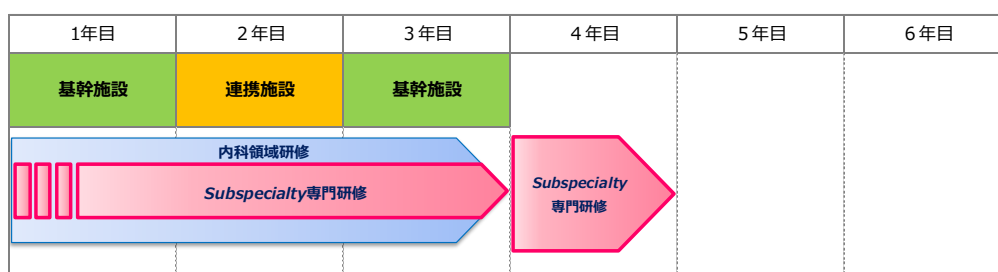 1年目
２年目
３年目
４年目
５年目
６年目
基幹施設
連携施設
基幹施設
内科領域研修
Subspecialty専門研修
Subspecialty
専門研修